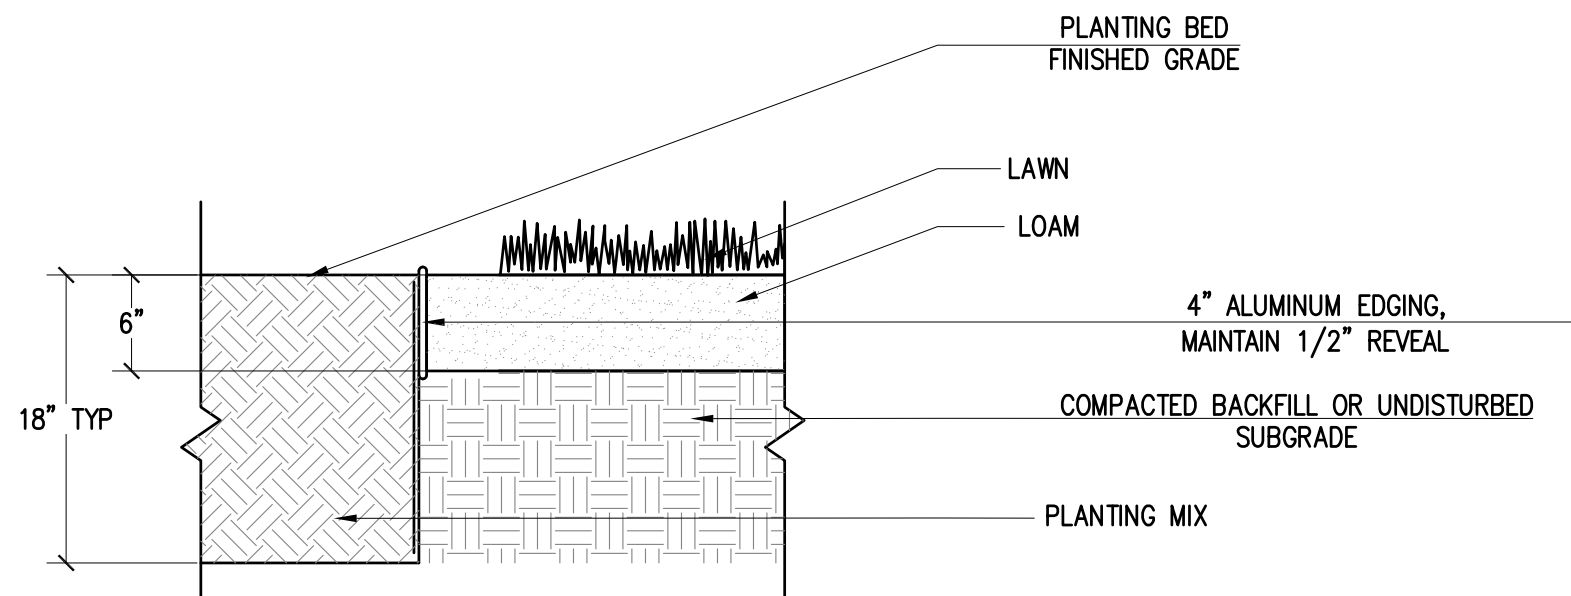 PLANTING BED
FINISHED GRADE
LAWN
LOAM
6”
4” ALUMINUM EDGING,
MAINTAIN 1/2” REVEAL
18” TYP
COMPACTED BACKFILL OR UNDISTURBED
SUBGRADE
PLANTING MIX